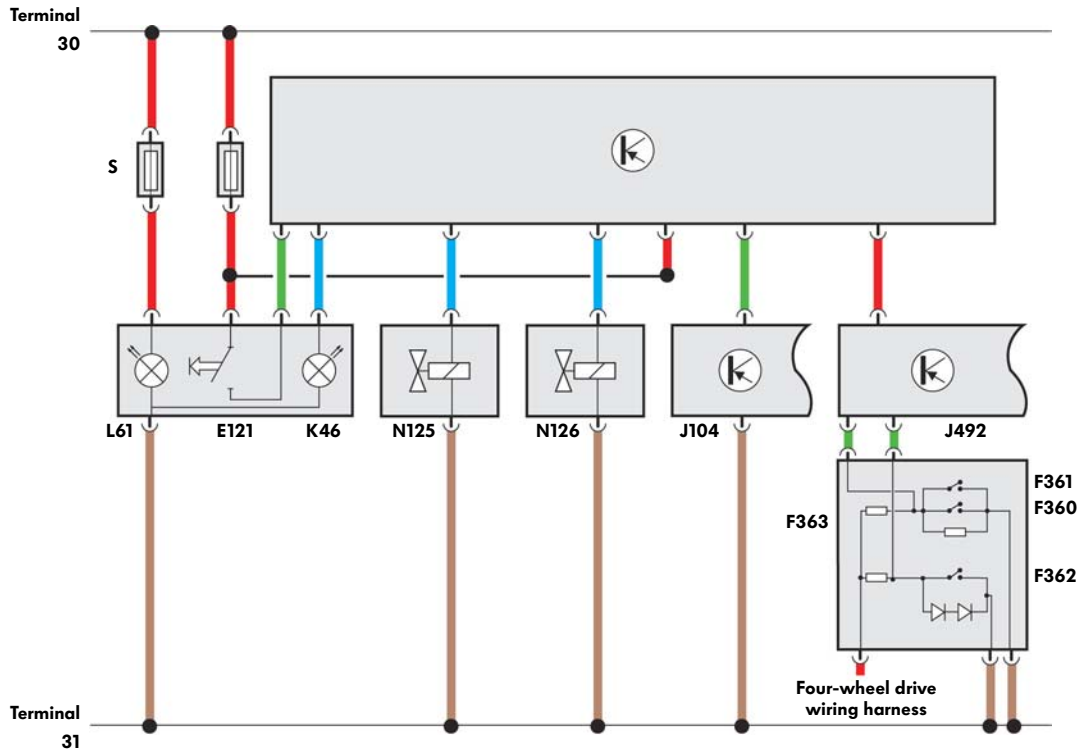 Terminal
30
S
L61
E121
K46
N125
N126
J104
J492
F361
F360
F363
F362
Four-wheel drive
wiring harness
Terminal
31